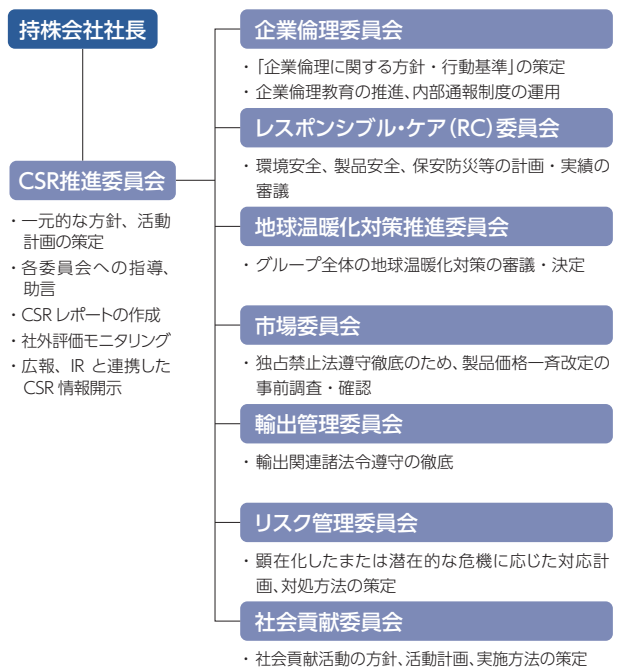 持株会社社長
CSR推進委員会
・一元的な方針、活動
計画の策定
・各委員会への指導、
助言
・CSRレポートの作成
・社外評価モニタリング
・広報、IRと連携した
CSR情報開示
企業倫理委員会
・「企業倫理に関する方針・行動基準」の策定
・企業倫理教育の推進、内部通報制度の運用
レスポンシブル・ケア(RC)委員会
・環境安全、製品安全、保安防災等の計画・実績の
審議
地球温暖化対策推進委員会
・グループ全体の地球温暖化対策の審議・決定
市場委員会
・独占禁止法遵守徹底のため、製品価格一斉改定の
事前調査・確認
輸出管理委員会
・輸出関連諸法令遵守の徹底
リスク管理委員会
・顕在化したまたは潜在的な危機に応じた対応計
画、対処方法の策定
社会貢献委員会
・社会貢献活動の方針、活動計画、実施方法の策定